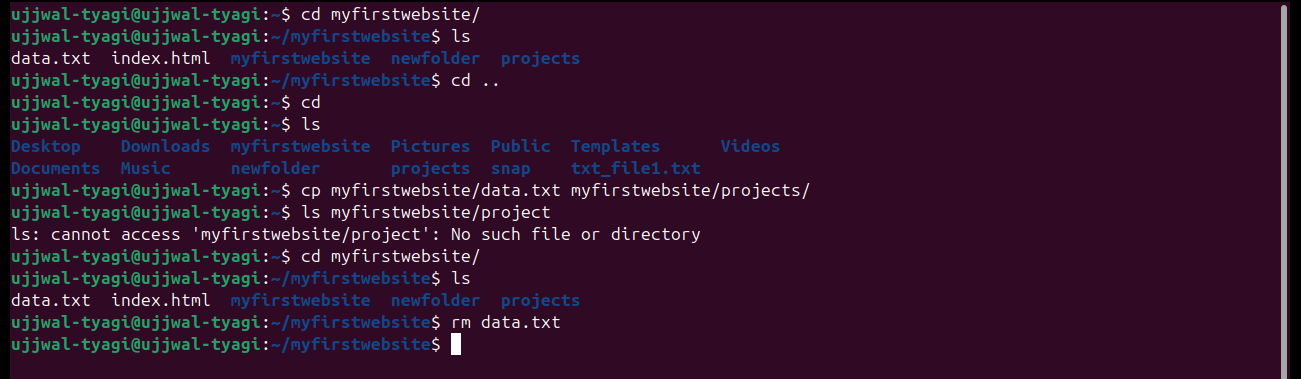 ujjwal-tyagi@ujjwal-tyagi:~$ cd myfirstwebsite/
ujjwal-tyagi@ujjwal-tyagi:~/myfirstwebsite$ ls
data.txt  index.html  myfirstwebsite  newfolder  projects
ujjwal-tyagi@ujjwal-tyagi:~/myfirstwebsite$ cd ..
ujjwal-tyagi@ujjwal-tyagi:~$ cd
ujjwal-tyagi@ujjwal-tyagi:~$ ls
Desktop    Downloads  myfirstwebsite  Pictures  Public  Templates      Videos
Documents  Music      newfolder       projects  snap    txt_file1.txt
ujjwal-tyagi@ujjwal-tyagi:~$ cp myfirstwebsite/data.txt myfirstwebsite/projects/
ujjwal-tyagi@ujjwal-tyagi:~$ ls myfirstwebsite/project
ls: cannot access 'myfirstwebsite/project': No such file or directory
ujjwal-tyagi@ujjwal-tyagi:~$ cd myfirstwebsite/
ujjwal-tyagi@ujjwal-tyagi:~/myfirstwebsite$ ls
data.txt  index.html  myfirstwebsite  newfolder  projects
ujjwal-tyagi@ujjwal-tyagi:~/myfirstwebsite$ rm data.txt
ujjwal-tyagi@ujjwal-tyagi:~/myfirstwebsite$